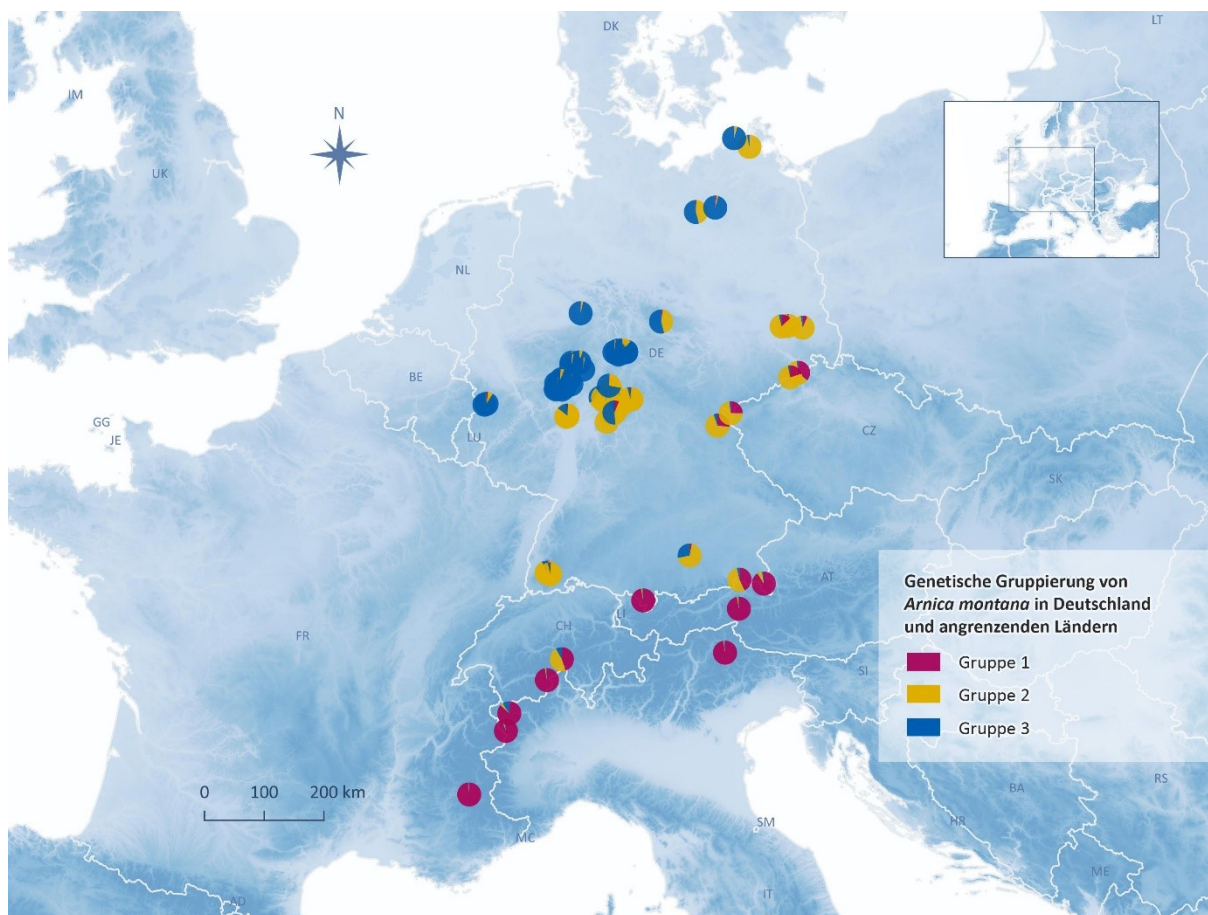 DK
LT
IM
N
UK
NL
DE
BE
GG
JE
LU
CZ
SK
Genetische Gruppierung von
Arnica montana in Deutschland
und angrenzenden Ländern
Gruppe 1
Gruppe 2
Gruppe 3
AT
LI
CH
FR
SI
0 100 200 km
BA
RS
HR
SM
MC
ME
IT
AD